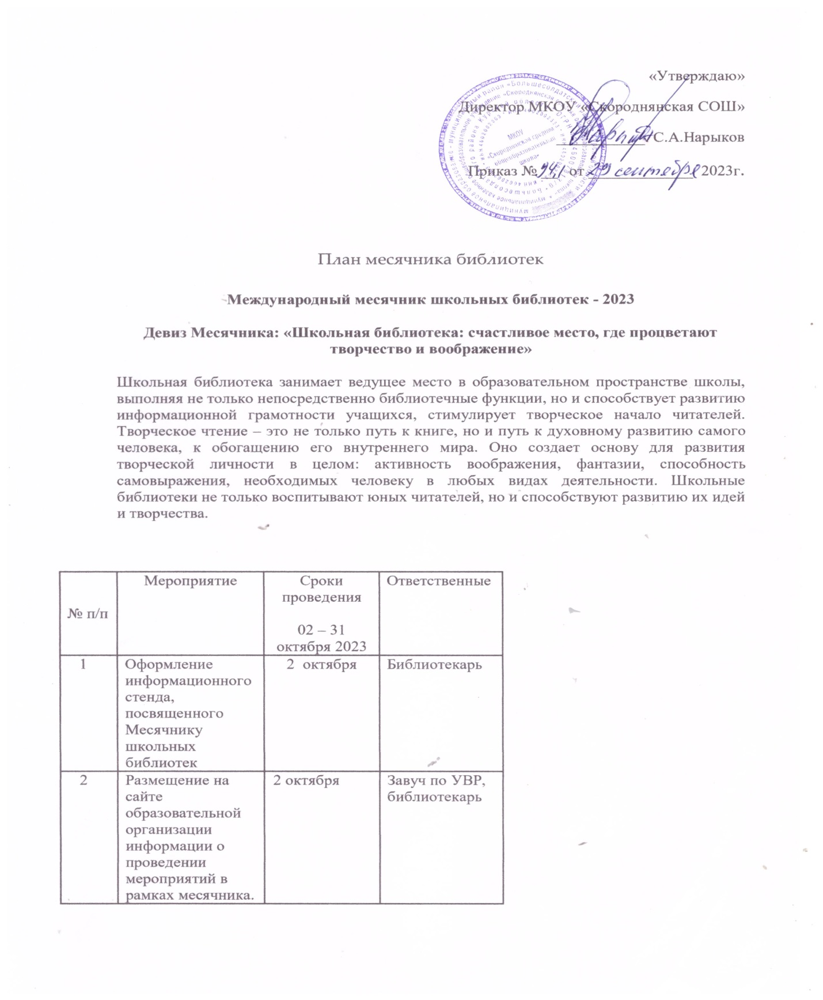 «Утверждаю»
Директор МКОУ «Скороднянская СОШ»
С.А.Нарыков
Приказ № 94,1 от 29 сентября 2023г.
МКОУ
«Скороднянская средняя
общеобразовательная
школа»
План месячника библиотек
Международный месячник школьных библиотек - 2023
Девиз Месячника: «Школьная библиотека: счастливое место, где процветают
творчество и воображение»
Школьная библиотека занимает ведущее место в образовательном пространстве школы,
выполняя не только непосредственно библиотечные функции, но и способствует развитию
информационной грамотности учащихся, стимулирует творческое начало читателей.
Творческое чтение – это не только путь к книге, но и путь к духовному развитию самого
человека, к обогащению его внутреннего мира. Оно создает основу для развития
творческой личности в целом: активность воображения, фантазии, способность
самовыражения, необходимых человеку в любых видах деятельности. Школьные
библиотеки не только воспитывают юных читателей, но и способствуют развитию их идей
и творчества.
№ п/п
Мероприятие
Сроки
проведения
02 – 31
октября 2023
Ответственные
1
Оформление
информационного
стенда,
посвященного
Месячнику
школьных
библиотек
2 октября
Библиотекарь
2
Размещение на
сайте
образовательной
организации
информации о
проведении
мероприятий в
рамках месячника.
2 октября
Завуч по УВР,
библиотекарь